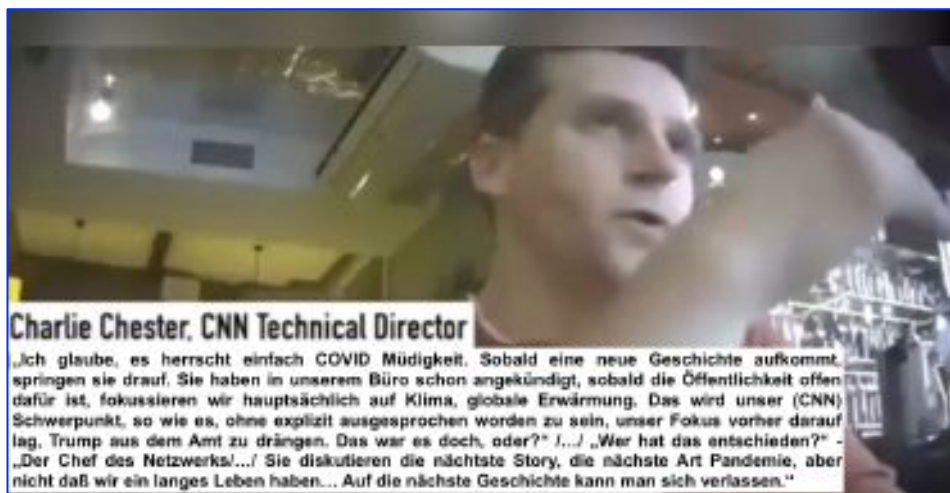 Charlie Chester, CNN Technical Director
„Ich glaube, es herrscht einfach COVID Müdigkeit. Sobald eine neue Geschichte aufkommt,
springen sie drauf. Sie haben in unserem Büro schon angekündigt, sobald die Öffentlichkeit offen
dafür ist, fokussieren wir hauptsächlich auf Klima, globale Erwärmung. Das wird unser (CNN)
Schwerpunkt, so wie es, ohne explizit ausgesprochen worden zu sein, unser Fokus vorher darauf
lag, Trump aus dem Amt zu drängen. Das war es doch, oder?“ /.../ „Wer hat das entschieden?“ -
„Der Chef des Netzwerks/.../ Sie diskutieren die nächtste Story, die nächste Art Pandemie, aber
nicht daß wir ein langes Leben haben... Auf die nächste Geschichte kann man sich verlassen.“